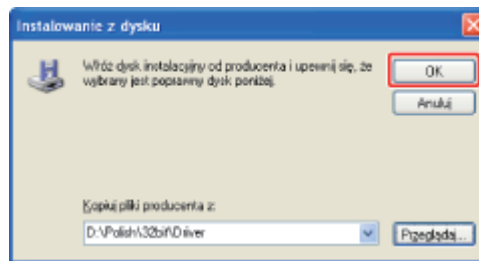 Instalowanie z dysku
Włóż dysk instalacyjny od producenta i upewnij się, że
wybrany jest poprawny dysk poniżej.
OK
Anuluj
Kopiuj pliki producenta z:
D:\Polish\32bit\Driver
Przeglądaj...